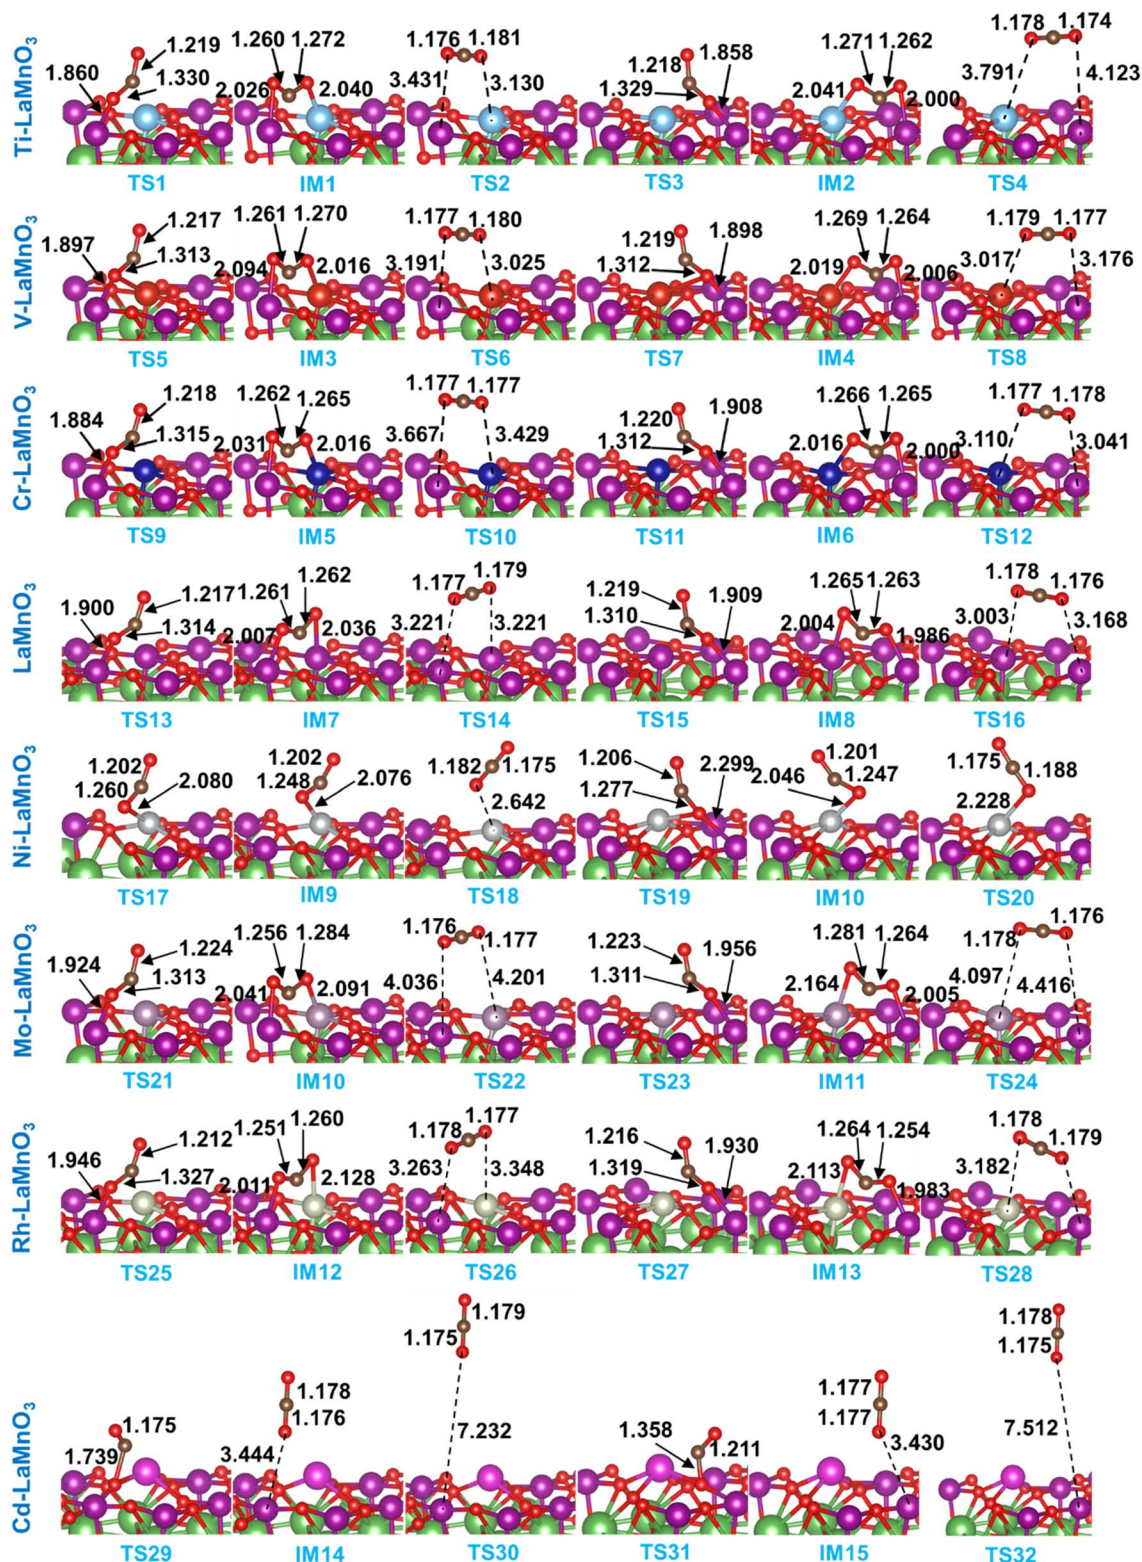 Ti-LaMnO3
1.219
1.860
1.330
TS1
1.260
1.272
2.026
2.040
IM1
1.176
1.181
3.431
3.130
TS2
1.218
1.858
1.329
TS3
1.271
1.262
2.041
2.000
IM2
1.178
1.174
3.791
4.123
TS4
V-LaMnO3
1.217
1.897
1.313
TS5
1.261
1.270
2.094
2.016
IM3
1.177
1.180
3.191
3.025
TS6
1.219
1.898
1.312
TS7
1.269
1.264
2.019
2.006
IM4
1.179
1.177
3.017
3.176
TS8
Cr-LaMnO3
1.218
1.884
1.315
TS9
1.262
1.265
2.031
2.016
IM5
1.177
1.177
3.667
3.429
TS10
1.220
1.908
1.312
TS11
1.266
1.265
2.016
2.000
IM6
1.177
1.178
3.110
3.041
TS12
LaMnO3
1.217
1.900
1.314
TS13
1.261
1.262
2.007
2.036
IM7
1.177
1.179
3.221
3.221
TS14
1.219
1.909
1.310
TS15
1.265
1.263
2.004
1.986
IM8
1.178
1.176
3.003
3.168
TS16
Ni-LaMnO3
1.202
1.260
2.080
TS17
1.202
1.248
2.076
IM9
1.182
1.175
2.642
TS18
1.206
2.299
1.277
TS19
1.201
2.046
1.247
IM10
1.175
1.188
2.228
TS20
Mo-LaMnO3
1.224
1.924
1.313
TS21
1.256
1.284
2.041
2.091
IM10
1.176
1.177
4.036
4.201
TS22
1.223
1.956
1.311
TS23
1.281
1.264
2.164
2.005
IM11
1.176
1.178
4.097
4.416
TS24
Rh-LaMnO3
1.212
1.946
1.327
TS25
1.251
1.260
2.011
2.128
IM12
1.178
1.177
3.263
3.348
TS26
1.216
1.930
1.319
TS27
1.264
1.254
2.113
1.983
IM13
1.178
1.179
3.182
TS28
Cd-LaMnO3
1.175
1.739
TS29
1.178
1.176
3.444
IM14
1.179
1.175
7.232
TS30
1.358
1.211
TS31
1.177
1.177
3.430
IM15
1.178
1.175
7.512
TS32